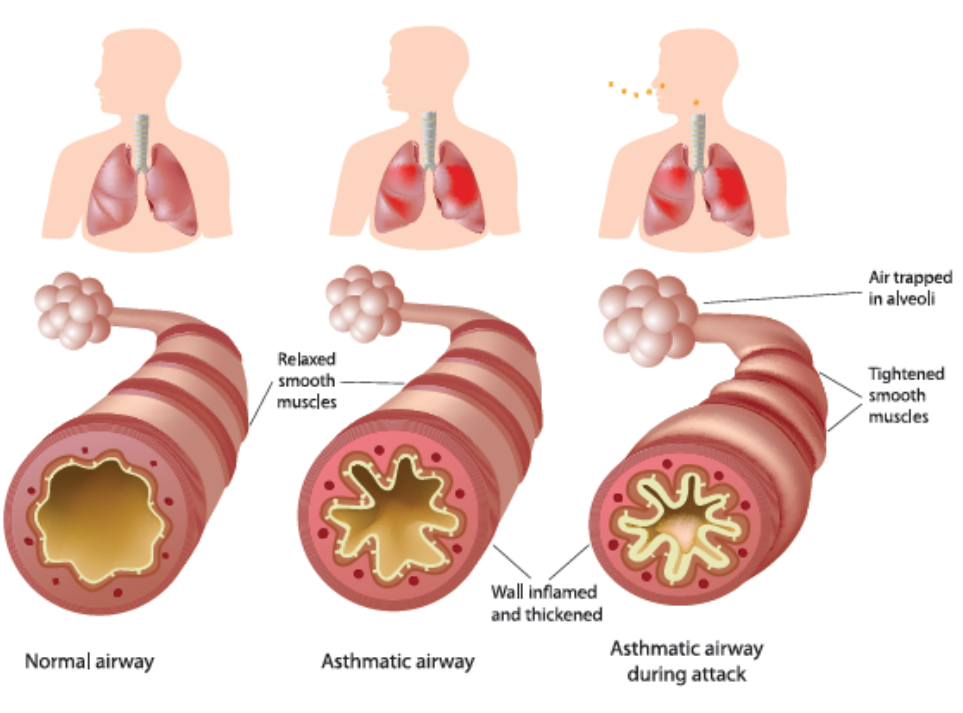 Air trapped
in alveoli
Relaxed
smooth
muscles
Tightened
smooth
muscles
Wall inflamed
and thickened
Normal airway
Asthmatic airway
Asthmatic airway
during attack